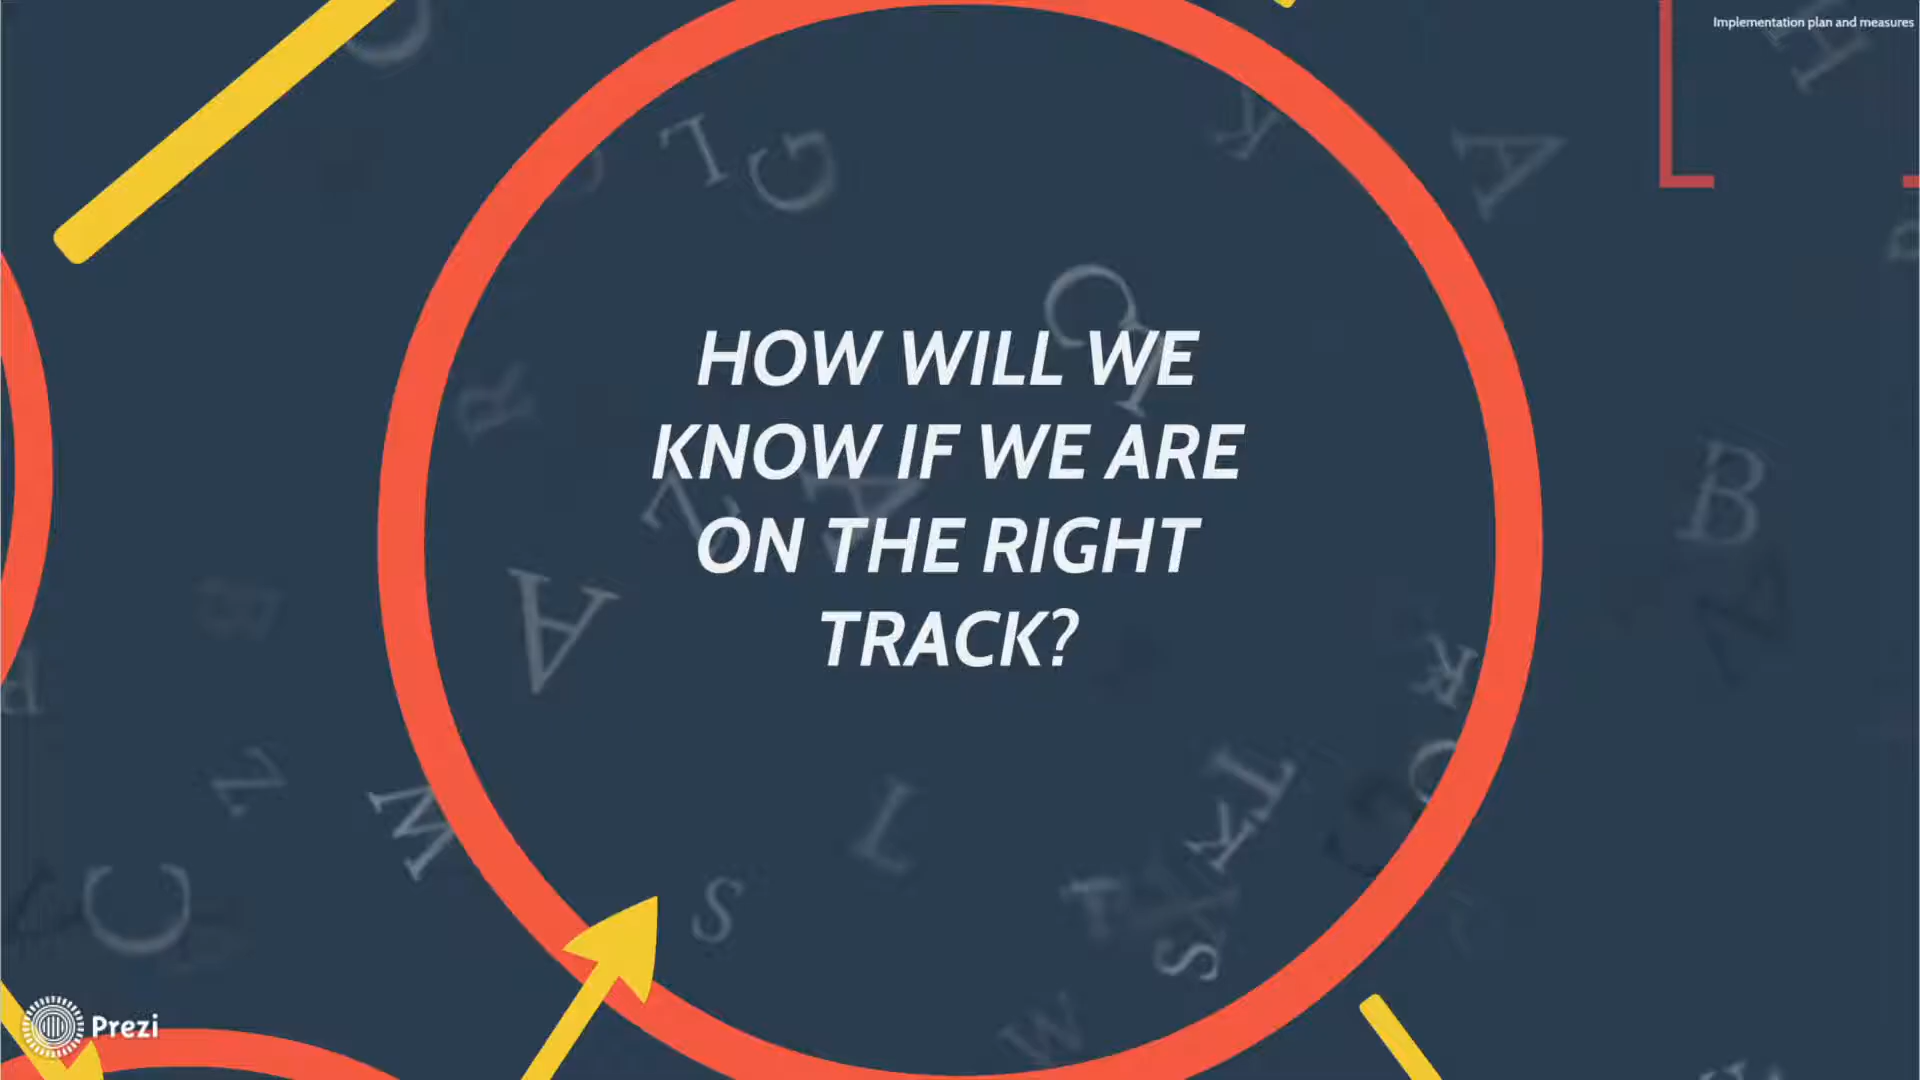 Implementation plan and measures
HOW WILL WE
KNOW IF WE ARE
ON THE RIGHT
TRACK?
Prezi